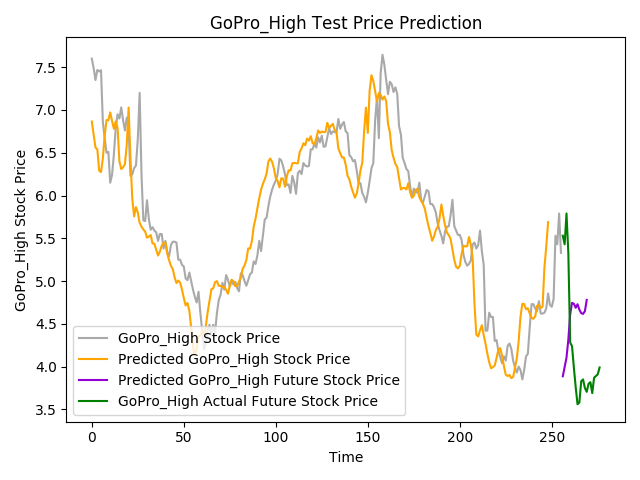 GoPro_High Test Price Prediction
GoPro_High Stock Price
7.5
7.0
6.5
6.0
5.5
5.0
4.5
4.0
3.5
GoPro_High Stock Price
Predicted GoPro_High Stock Price
Predicted GoPro_High Future Stock Price
GoPro_High Actual Future Stock Price
0 50 100 150 200 250
Time